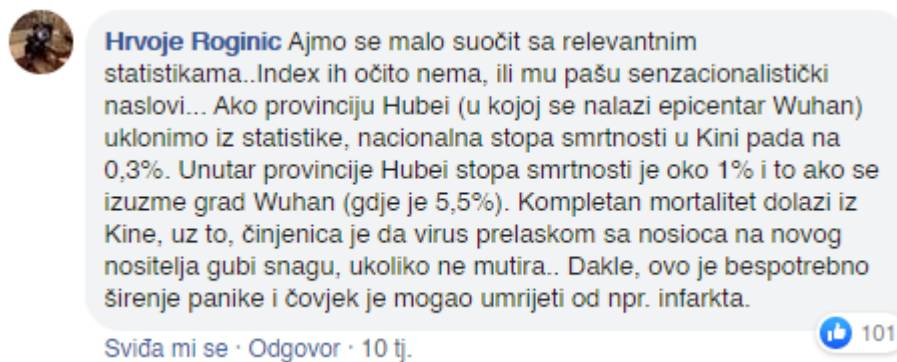 Hrvoje Roginic Ajmo se malo suočit sa relevantnim
statistikama..Index ih očito nema, ili mu pašu senzacionalistički
naslovi... Ako provinciju Hubei (u kojoj se nalazi epicentar Wuhan)
uklonimo iz statistike, nacionalna stopa smrtnosti u Kini pada na
0,3%. Unutar provincije Hubei stopa smrtnosti je oko 1% i to ako se
izuzme grad Wuhan (gdje je 5,5%). Kompletan mortalitet dolazi iz
Kine, uz to, činjenica je da virus prelaskom sa nosioca na novog
nositelja gubi snagu, ukoliko ne mutira.. Dakle, ovo je bespotrebno
širenje panike i čovjek je mogao umrijeti od npr. infarkta.
101
Sviđa mi se · Odgovor · 10 tj.